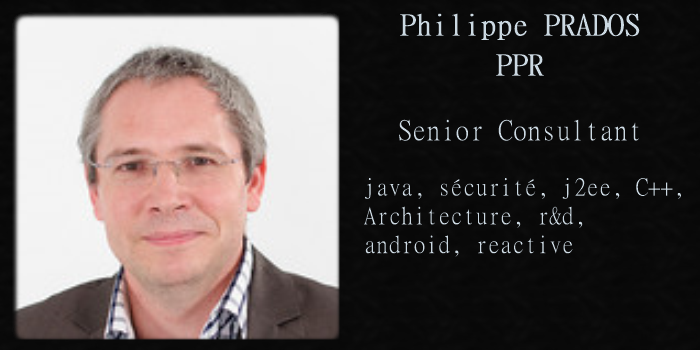 Philippe PRADOS
PPR
Senior Consultant
java, sécurité, j2ee, C++,
Architecture, r&d,
android, reactive